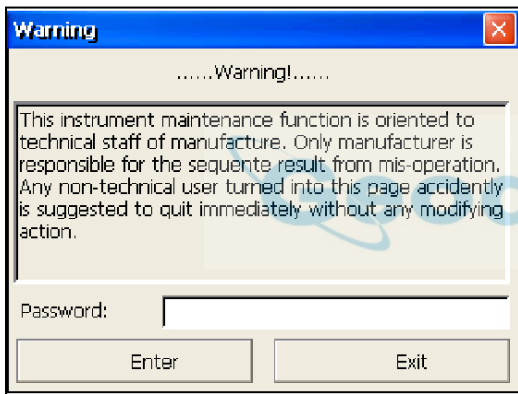 Warning
......Warning!......
This instrument maintenance function is oriented to
technical staff of manufacture. Only manufacturer is
responsible for the sequente result from mis-operation.
Any non-technical user turned into this page accidently
is suggested to quit immediately without any modifying
action.
Password:
Enter
Exit